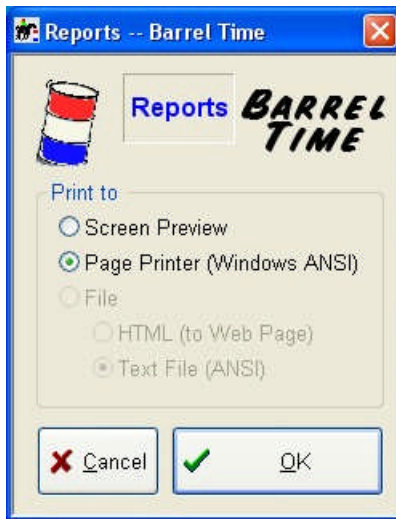 Reports -- Barrel Time
Reports
BARREL
TIME
Print to
Screen Preview
Page Printer (Windows ANSI)
File
HTML (to Web Page)
Text File (ANSI)
Cancel
OK